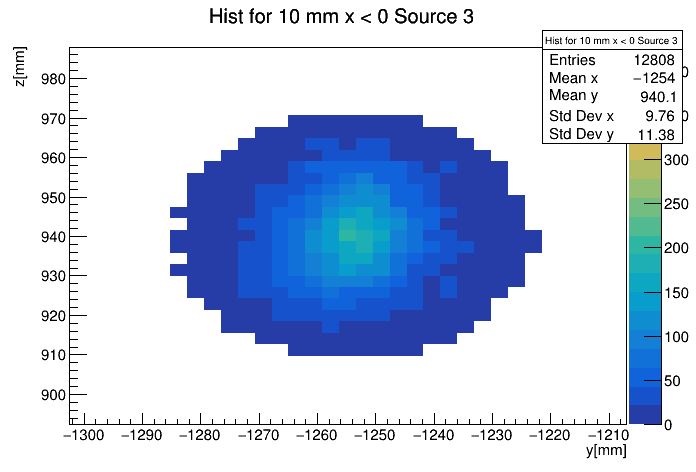 Hist for 10 mm x < 0 Source 3
z[mm]
Hist for 10 mm x < 0 Source 3
Entries 12808
Mean x −1254
Mean y 940.1
Std Dev x 9.76
Std Dev y 11.38
980
970
960
950
940
930
920
910
900
300
250
200
150
100
50
0
−1300 −1290 −1280 −1270 −1260 −1250 −1240 −1230 −1220 −1210
y[mm]